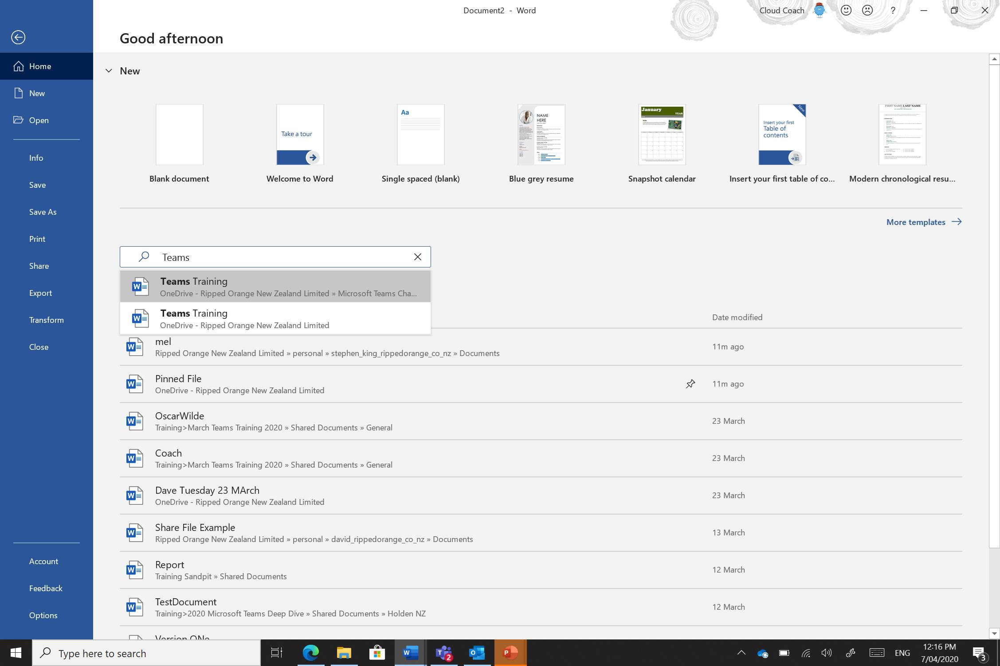 Document2 - Word
Cloud Coach
?
Good afternoon
Home
New
Open
Info
Save
Save As
Print
Share
Export
Transform
Close
Account
Feedback
Options
New
Take a tour
Aa
NAME
HERE
January
YEAR
Title
New
Insert your first
Table of
contents
FIRST NAME LAST NAME
Blank document
Welcome to Word
Single spaced (blank)
Blue grey resume
Snapshot calendar
Insert your first table of co...
Modern chronological resu...
More templates
Teams
Teams Training
OneDrive - Ripped Orange New Zealand Limited » Microsoft Teams Cha...
Teams Training
OneDrive - Ripped Orange New Zealand Limited
Date modified
mel
Ripped Orange New Zealand Limited » personal » stephen_king_rippedorange_co_nz » Documents
11m ago
Pinned File
OneDrive - Ripped Orange New Zealand Limited
11m ago
OscarWilde
Training>March Teams Training 2020 » Shared Documents » General
23 March
Coach
Training>March Teams Training 2020 » Shared Documents » General
23 March
Dave Tuesday 23 MArch
OneDrive - Ripped Orange New Zealand Limited
23 March
Share File Example
Ripped Orange New Zealand Limited » personal » david_rippedorange_co_nz » Documents
13 March
Report
Training Sandpit » Shared Documents
12 March
TestDocument
Training>2020 Microsoft Teams Deep Dive » Shared Documents » Holden NZ
12 March
Version ONe
Type here to search
2
ENG
12:16 PM
7/04/2020
3